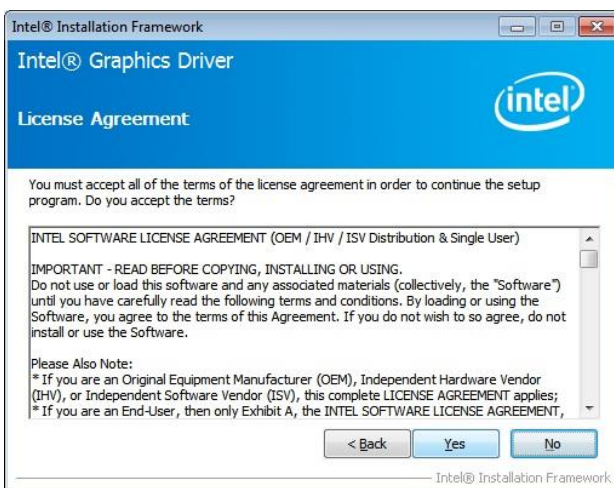 Intel® Installation Framework
Intel® Graphics Driver
License Agreement
intel
You must accept all of the terms of the license agreement in order to continue the setup
program. Do you accept the terms?
INTEL SOFTWARE LICENSE AGREEMENT (OEM / IHV / ISV Distribution & Single User)
IMPORTANT - READ BEFORE COPYING, INSTALLING OR USING.
Do not use or load this software and any associated materials (collectively, the "Software")
until you have carefully read the following terms and conditions. By loading or using the
Software, you agree to the terms of this Agreement. If you do not wish to so agree, do not
install or use the Software.
Please Also Note:
* If you are an Original Equipment Manufacturer (OEM), Independent Hardware Vendor
(IHV), or Independent Software Vendor (ISV), this complete LICENSE AGREEMENT applies;
* If you are an End-User, then only Exhibit A, the INTEL SOFTWARE LICENSE AGREEMENT,
< Back Yes No
Intel® Installation Framework